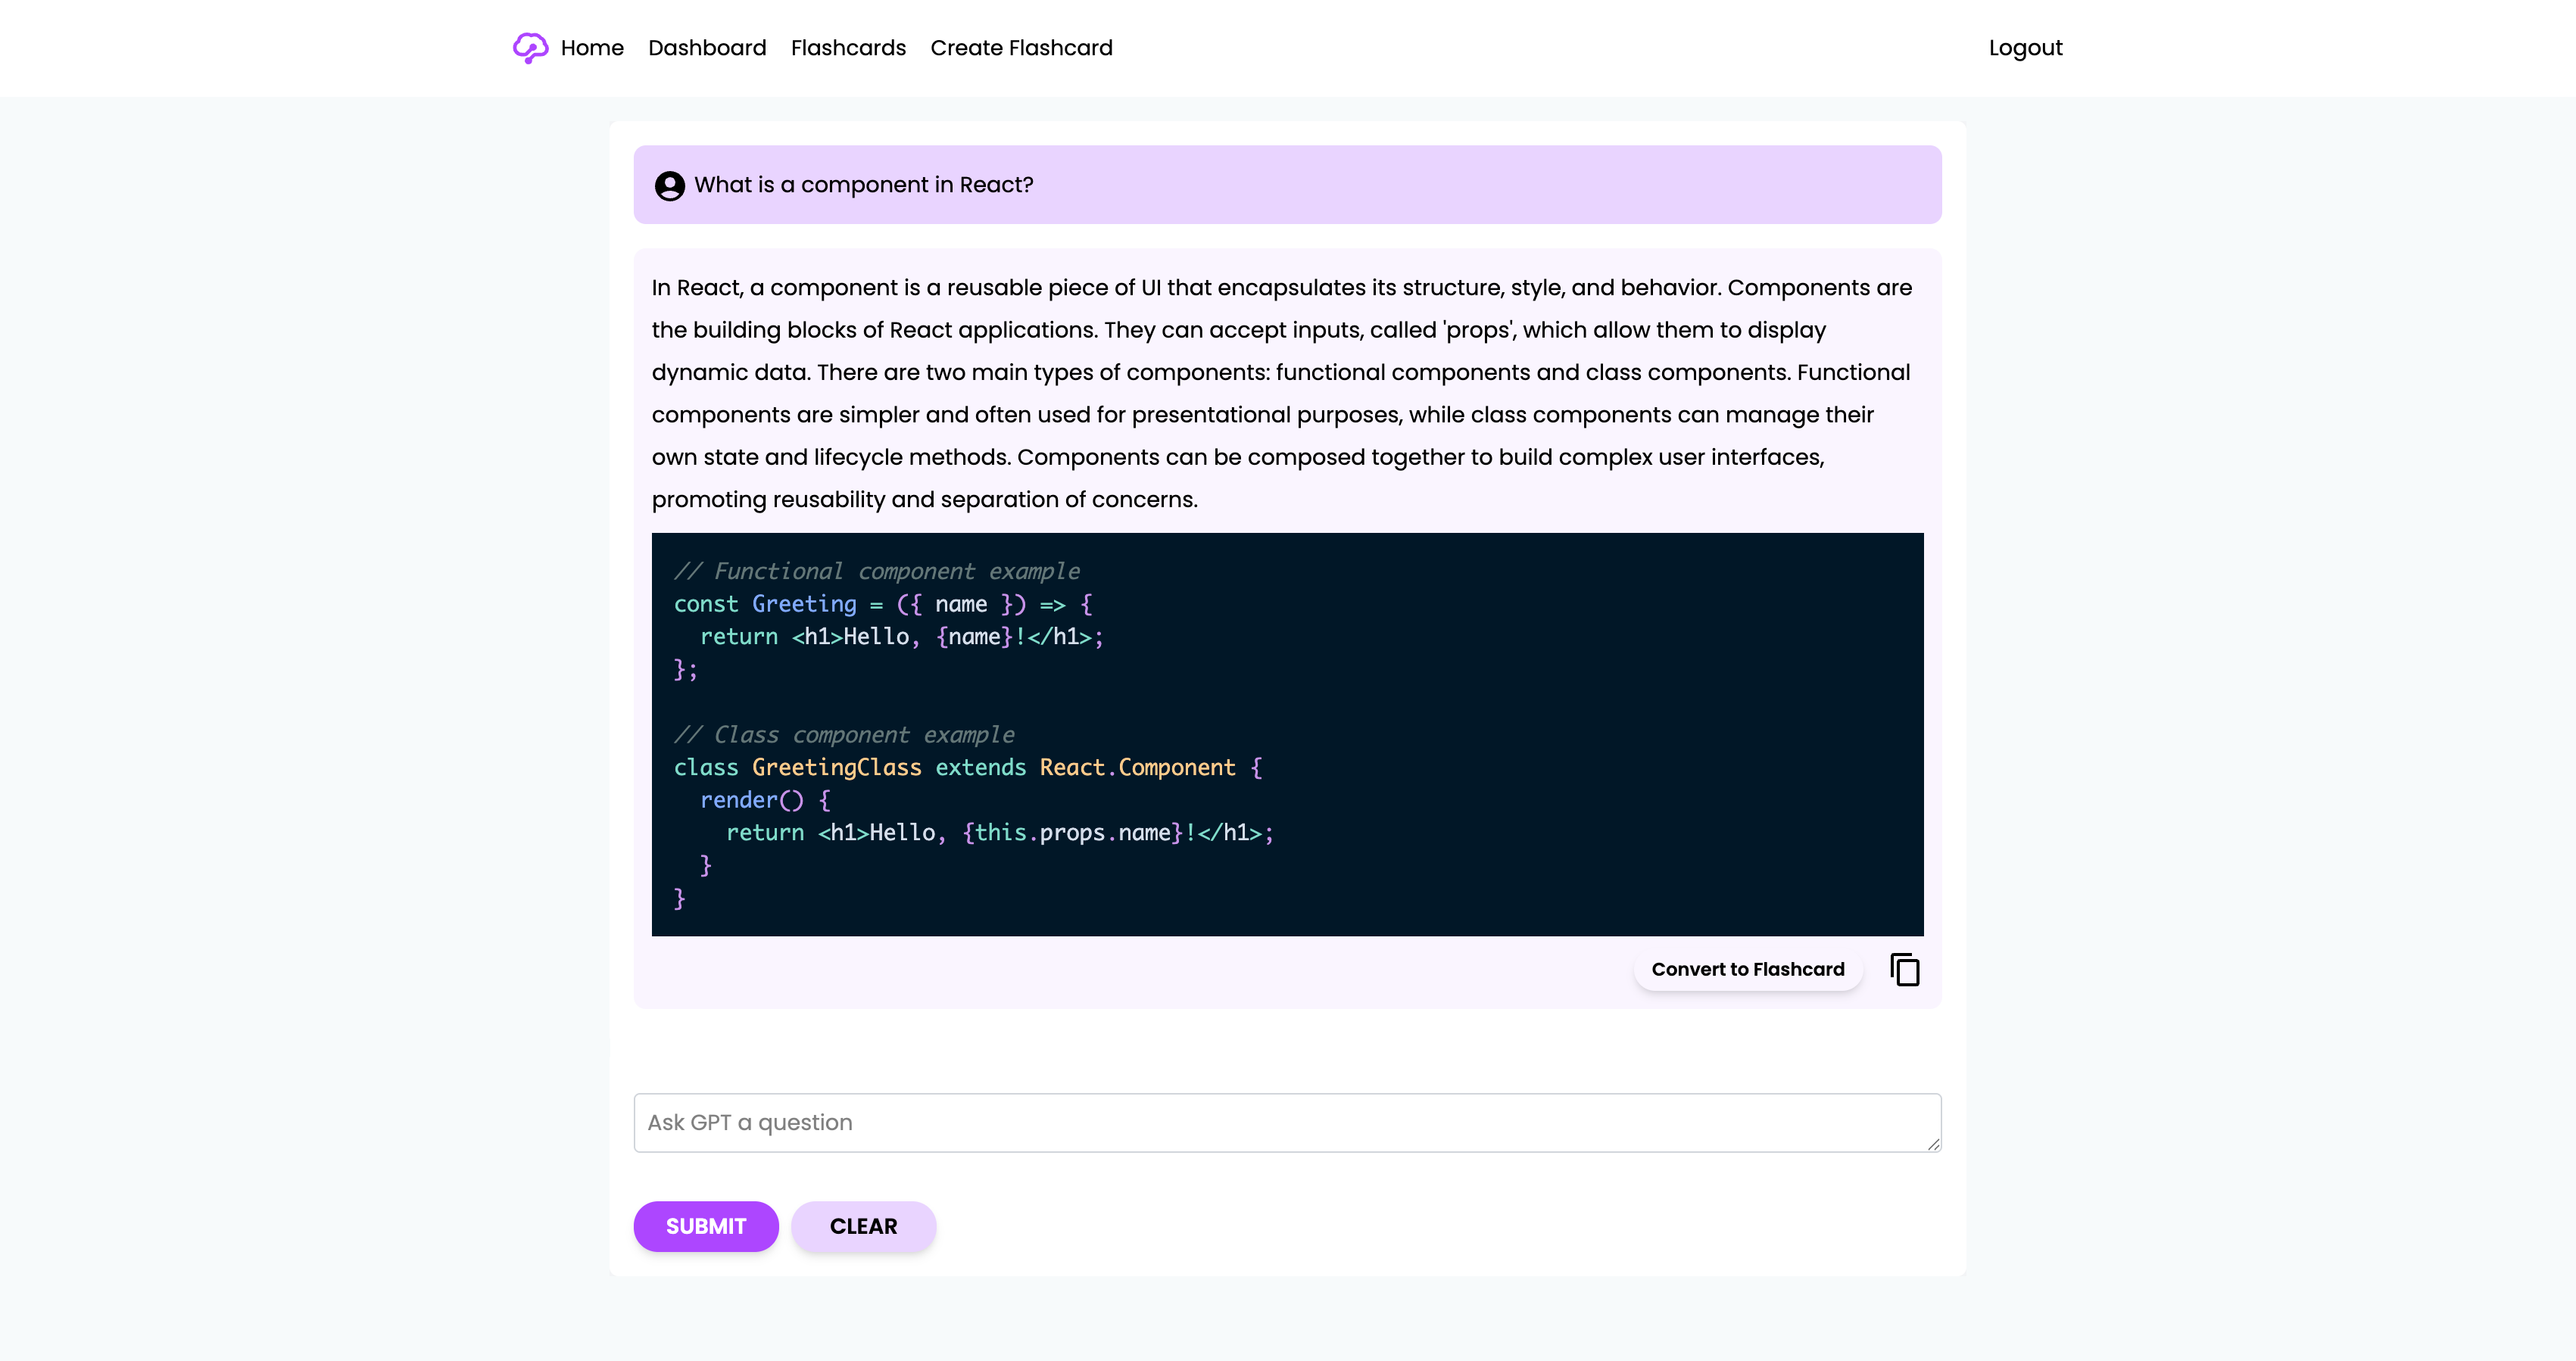 Home Dashboard Flashcards Create Flashcard Logout
What is a component in React?
In React, a component is a reusable piece of UI that encapsulates its structure, style, and behavior. Components are
the building blocks of React applications. They can accept inputs, called 'props', which allow them to display
dynamic data. There are two main types of components: functional components and class components. Functional
components are simpler and often used for presentational purposes, while class components can manage their
own state and lifecycle methods. Components can be composed together to build complex user interfaces,
promoting reusability and separation of concerns.
// Functional component example
const Greeting = ({ name }) => {
  return <h1>Hello, {name}!</h1>;
};
// Class component example
class GreetingClass extends React.Component {
  render() {
    return <h1>Hello, {this.props.name}!</h1>;
  }
}
Convert to Flashcard
Ask GPT a question
SUBMIT CLEAR